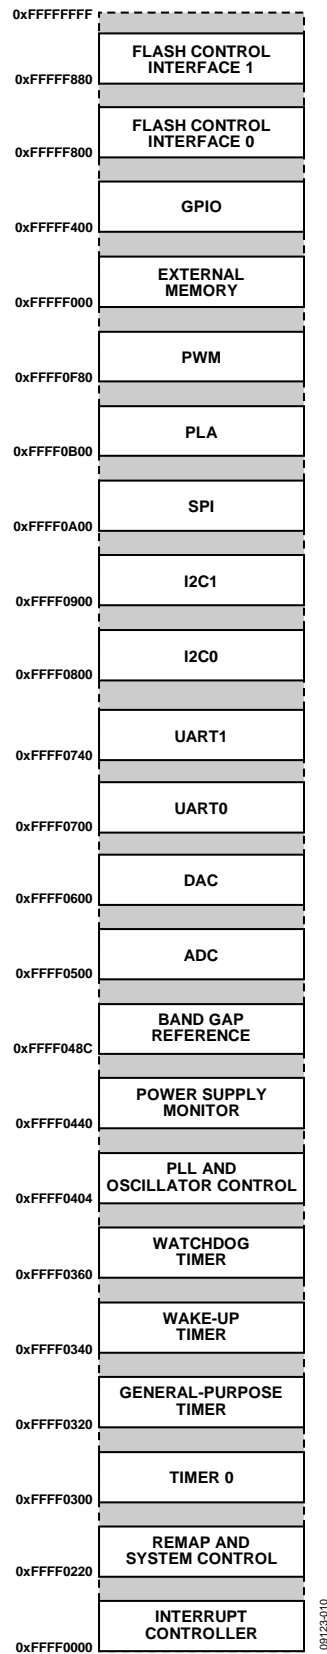 0xFFFFFFFF
FLASH CONTROL
INTERFACE 1
0xFFFFF880
FLASH CONTROL
INTERFACE 0
0xFFFFF800
GPIO
0xFFFFF400
EXTERNAL
MEMORY
0xFFFFF000
PWM
0xFFFF0F80
PLA
0xFFFF0B00
SPI
0xFFFF0A00
I2C1
0xFFFF0900
I2C0
0xFFFF0800
UART1
0xFFFF0740
UART0
0xFFFF0700
DAC
0xFFFF0600
ADC
0xFFFF0500
BAND GAP
REFERENCE
0xFFFF048C
POWER SUPPLY
MONITOR
0xFFFF0440
PLL AND
OSCILLATOR CONTROL
0xFFFF0404
WATCHDOG
TIMER
0xFFFF0360
WAKE-UP
TIMER
0xFFFF0340
GENERAL-PURPOSE
TIMER
0xFFFF0320
TIMER 0
0xFFFF0300
REMAP AND
SYSTEM CONTROL
0xFFFF0220
INTERRUPT
CONTROLLER
0xFFFF0000
09123-010